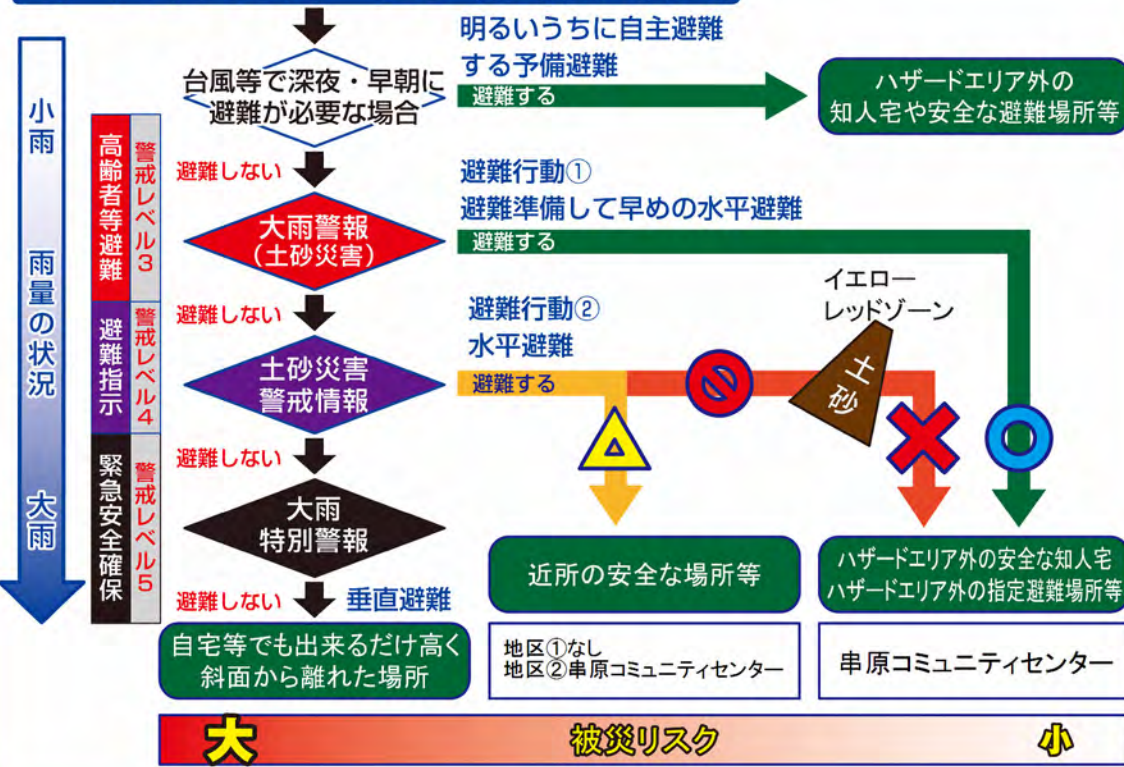 明るいうちに自主避難
する予備避難
台風等で深夜・早朝に
避難が必要な場合
避難する
ハザードエリア外の
知人宅や安全な避難場所等
小雨
雨量の状況
大雨
高齢者等避難
警戒レベル3
避難しない
避難行動①
避難準備して早めの水平避難
大雨警報
(土砂災害)
避難する
イエロー
レッドゾーン
避難指示
警戒レベル4
避難しない
避難行動②
水平避難
土砂災害
警戒情報
避難する
土砂
緊急安全確保
警戒レベル5
避難しない
大雨
特別警報
避難しない
垂直避難
自宅等でも出来るだけ高く
斜面から離れた場所
近所の安全な場所等
地区①なし
地区②串原コミュニティセンター
ハザードエリア外の安全な知人宅
ハザードエリア外の指定避難場所等
串原コミュニティセンター
大
被災リスク
小